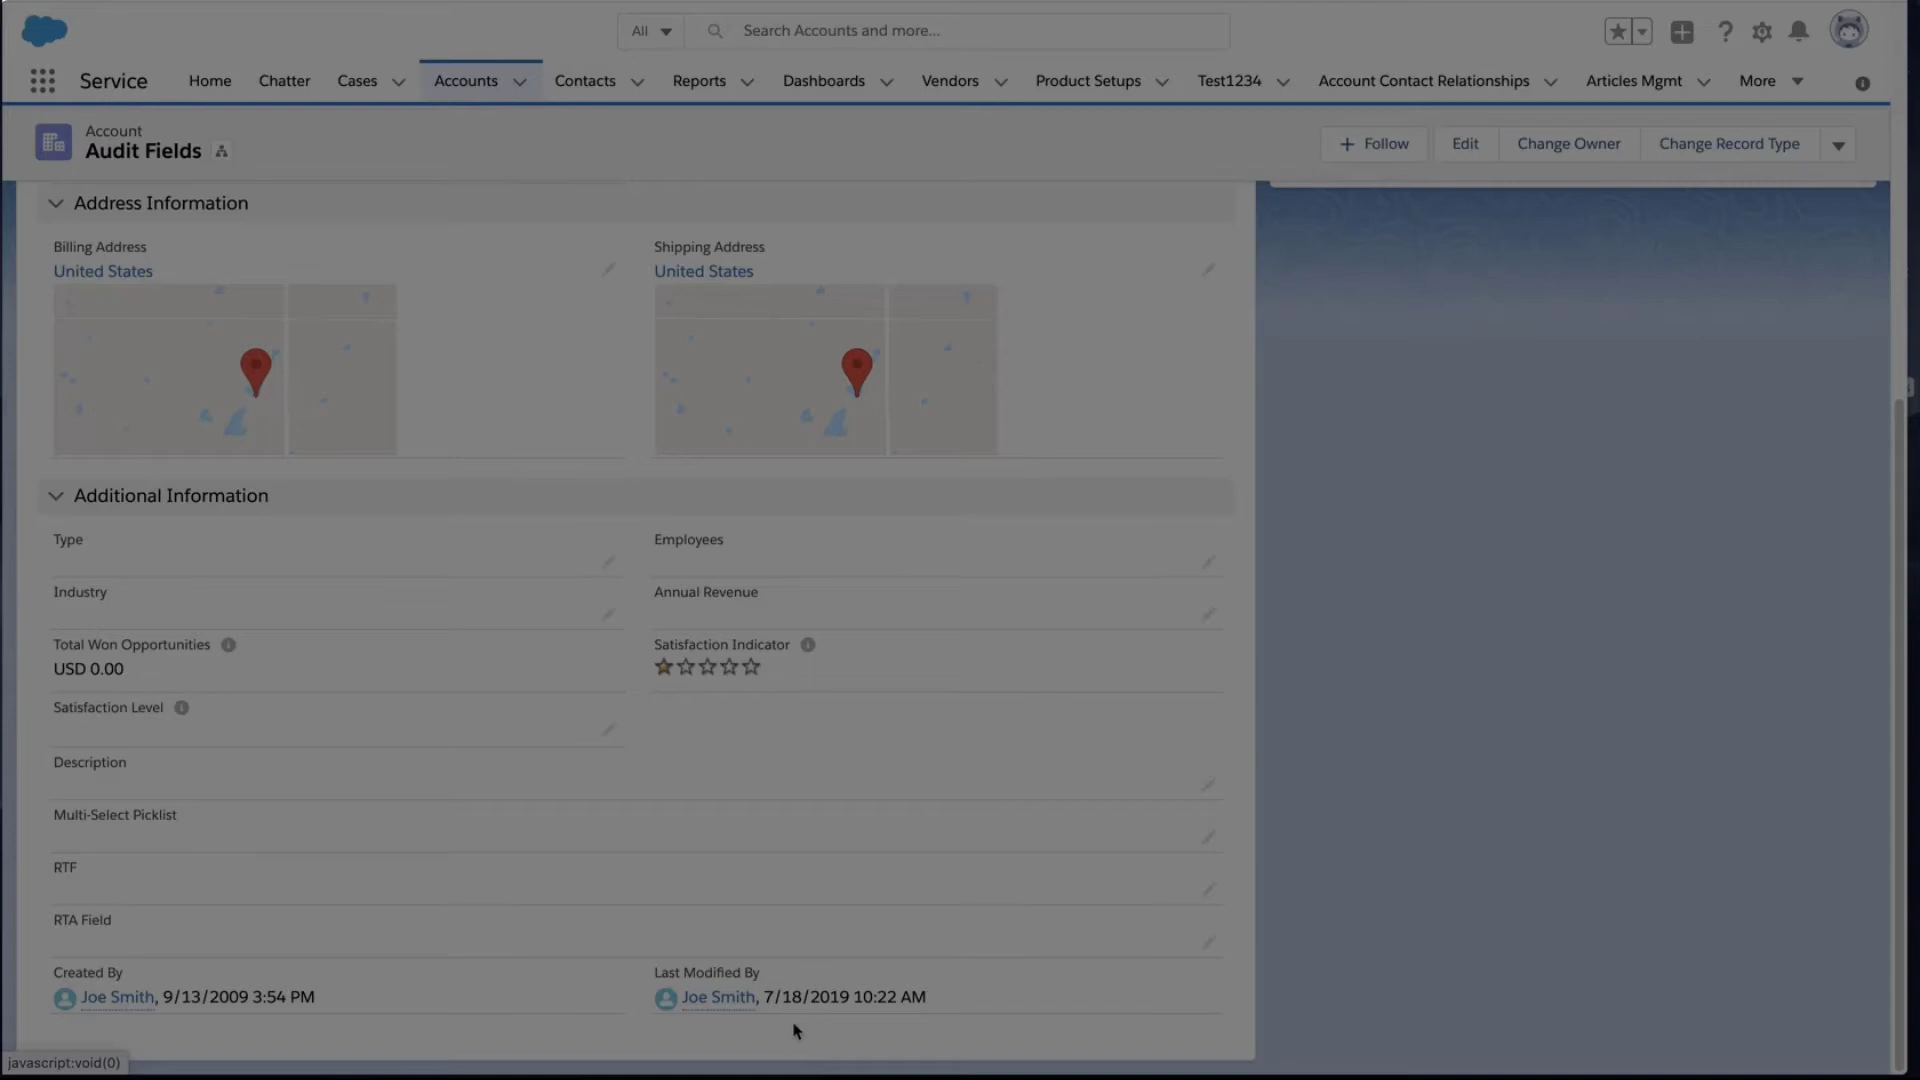 All
Search Accounts and more...
Service
Home
Chatter
Cases
Accounts
Contacts
Reports
Dashboards
Vendors
Product Setups
Test1234
Account Contact Relationships
Articles Mgmt
More
Account
Audit Fields
Follow
Edit
Change Owner
Change Record Type
Address Information
Billing Address
United States
Shipping Address
United States
Additional Information
Type
Employees
Industry
Annual Revenue
Total Won Opportunities
USD 0.00
Satisfaction Indicator
Satisfaction Level
Description
Multi-Select Picklist
RTF
RTA Field
Created By
Joe Smith, 9/13/2009 3:54 PM
Last Modified By
Joe Smith, 7/18/2019 10:22 AM
javascript:void(0)